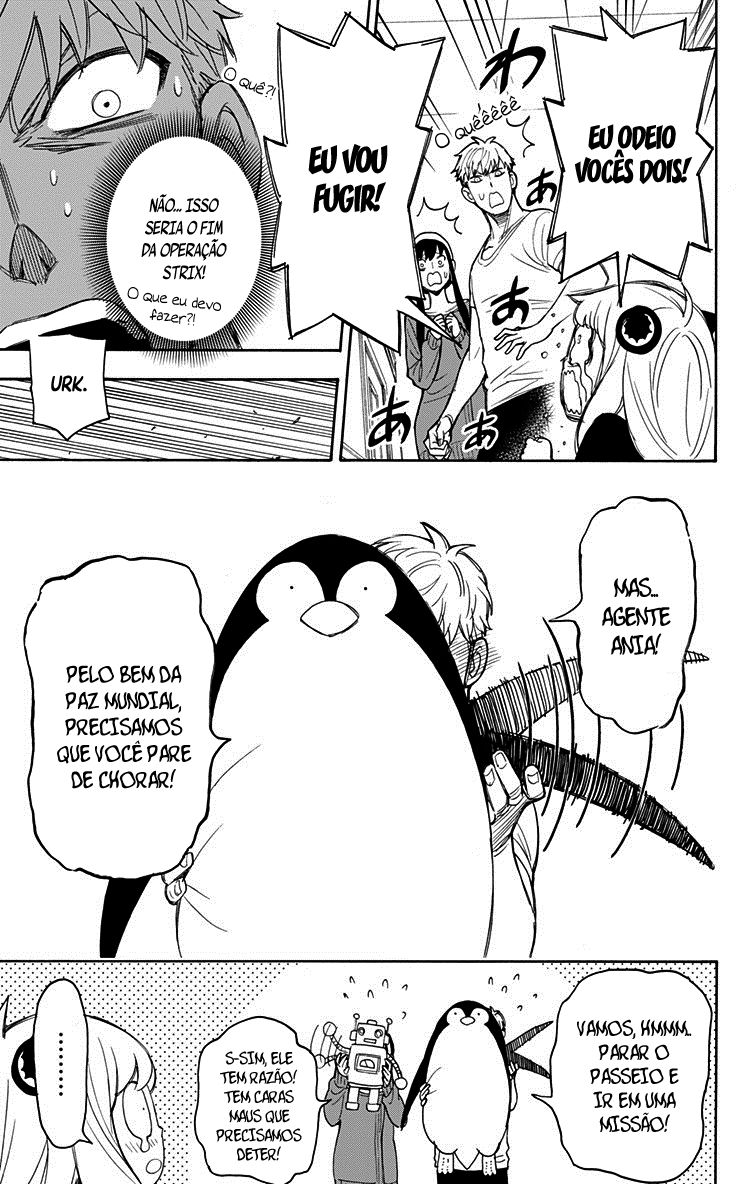 EU ODEIO
VOCÊS DOIS!
O quêêêêê
わ
あ
あ
あ
あ
EU VOU
FUGIR!
O quê?!
NÃO... ISSO
SERIA O FIM
DA OPERAÇÃO
STRIX!
O que eu devo
fazer?!
URK.
MAS...
AGENTE
ANIA!
PELO BEM DA
PAZ MUNDIAL,
PRECISAMOS
QUE VOCÊ PARE
DE CHORAR!
VAMOS, HMMM..
PARAR O
PASSEIO E
IR EM UMA
MISSÃO!
S-SIM, ELE
TEM RAZÃO!
TEM CARAS
MAUS QUE
PRECISAMOS
DETER!
........